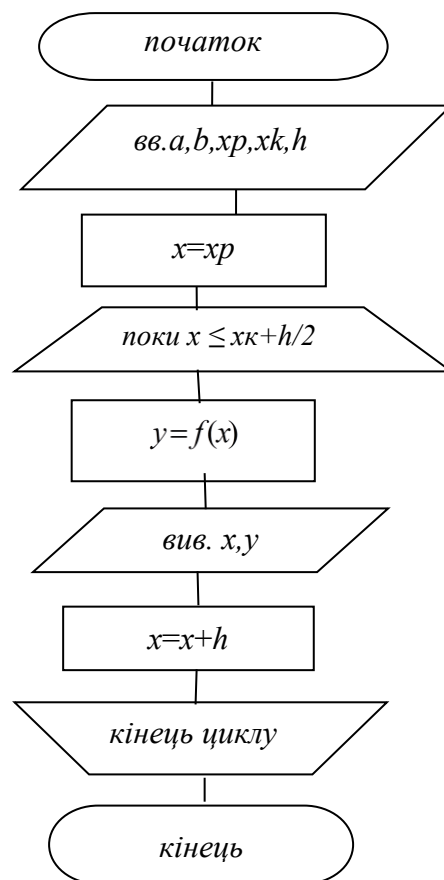 початок
вв.a,b,xp,xk,h
x=xp
поки x ≤ xк+h/2
y=f(x)
вив. x,y
x=x+h
кінець циклу
кінець